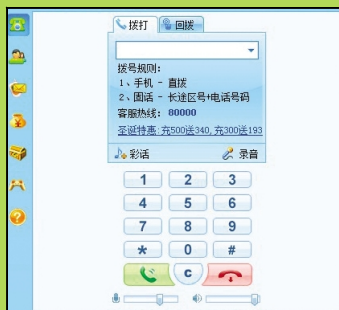 拨打 回拨
拨号规则:
1、手机 - 直拨
2、固话 - 长途区号+电话号码
客服热线: 80000
圣诞特惠:充500送340,充300送193
彩话 录音
1 2 3
4 5 6
7 8 9
* 0 #
C